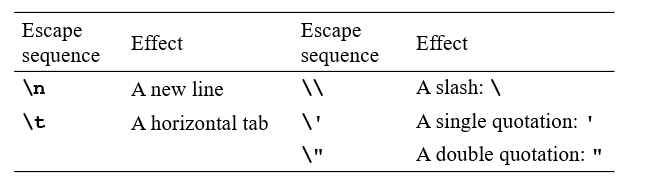 Escape sequence Effect Escape sequence Effect
\n A new line \\ A slash: \
\t A horizontal tab \' A single quotation: '
\" A double quotation: "